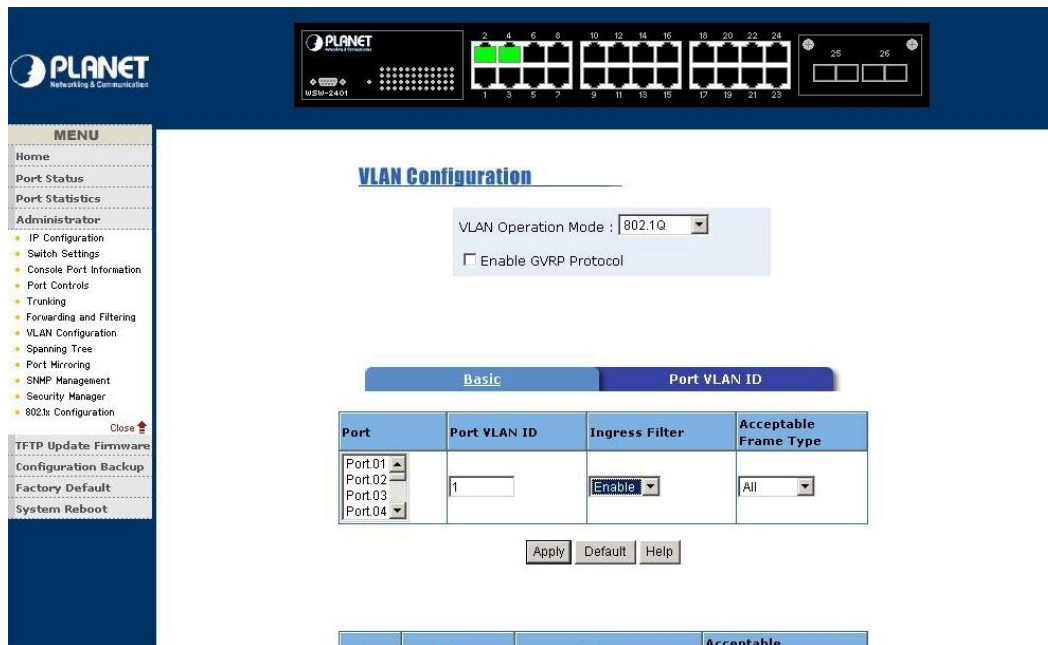 PLANET
Networking & Communication
PLANET
Networking & Communication
WSW-2401
2 4 6 8 10 12 14 16 18 20 22 24
1 3 5 7 9 11 13 15 17 19 21 23
25 26
MENU
Home
Port Status
Port Statistics
Administrator
IP Configuration
Switch Settings
Console Port Information
Port Controls
Trunking
Forwarding and Filtering
VLAN Configuration
Spanning Tree
Port Mirroring
SNMP Management
Security Manager
802.1x Configuration
Close
TFTP Update Firmware
Configuration Backup
Factory Default
System Reboot
VLAN Configuration
VLAN Operation Mode : 802.1Q
Enable GVRP Protocol
Basic
Port VLAN ID
Port Port VLAN ID Ingress Filter Acceptable
Frame Type
Port.01
Port.02
Port.03
Port.04
1 Enable All
Apply Default Help
Acceptable